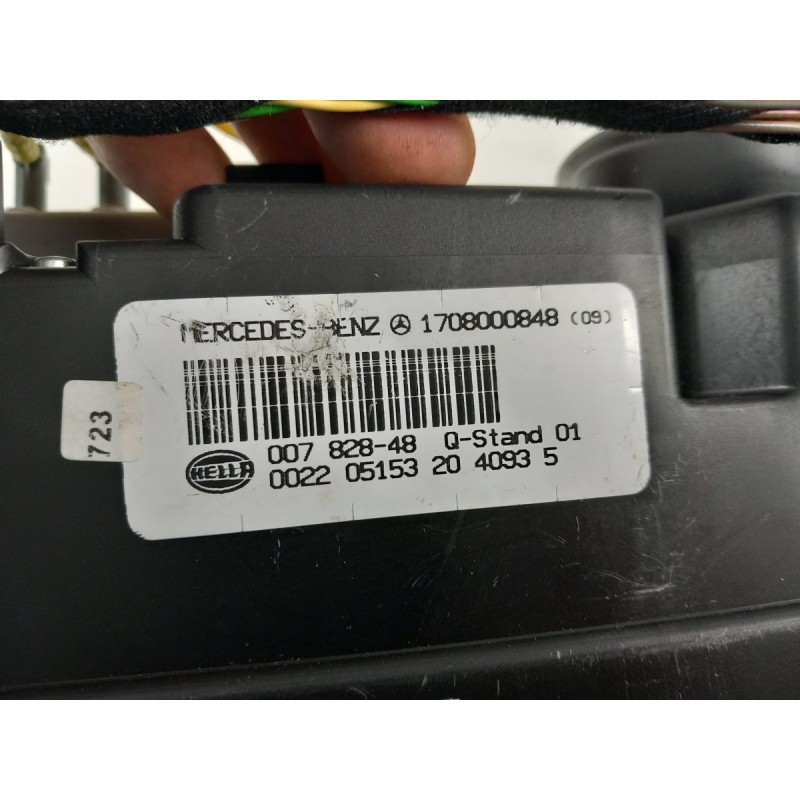 MERCEDES-BENZ 1708000848 (09)
723
007 828-48 Q-Stand 01
HELLA
0022 05153 20 4093 5